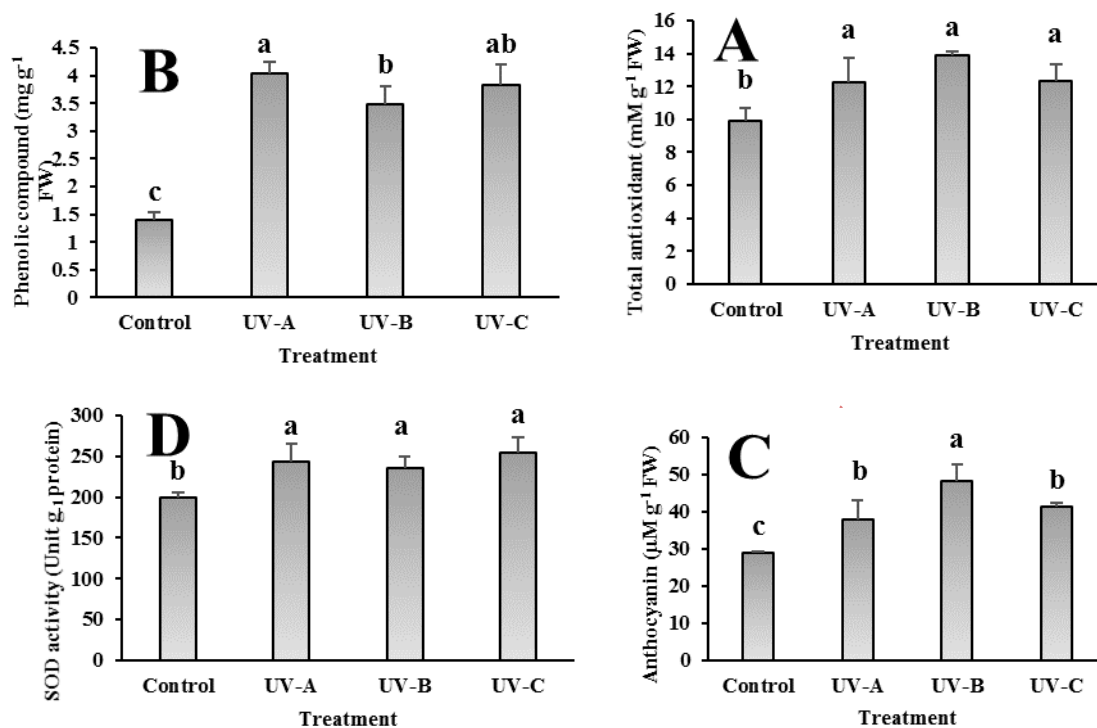 B
Phenolic compound (mg g-1
FW)
4.5
4
3.5
3
2.5
2
1.5
1
0.5
0
c
a
b
ab
Control UV-A UV-B UV-C
Treatment
A
Total antioxidant (mM g-1 FW)
16
14
12
10
8
6
4
2
0
b
a
a
a
Control UV-A UV-B UV-C
Treatment
D
SOD activity (Unit g-1 protein)
300
250
200
150
100
50
0
b
a
a
a
Control UV-A UV-B UV-C
Treatment
C
Anthocyanin (µM g-1 FW)
60
50
40
30
20
10
0
c
b
a
b
Control UV-A UV-B UV-C
Treatment